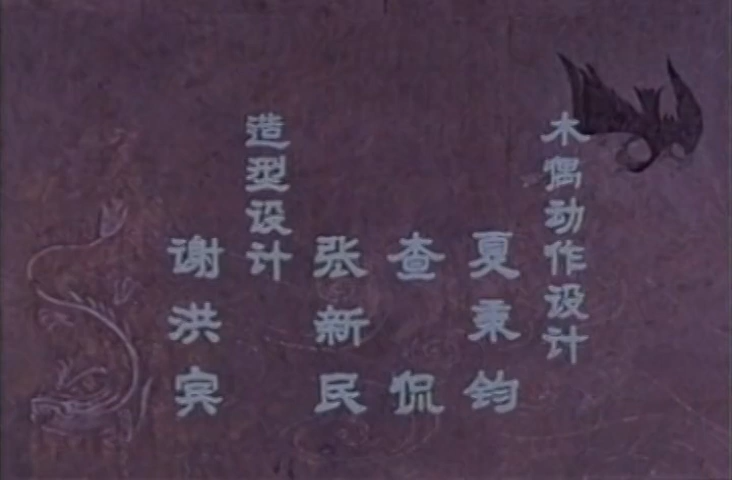 木偶动作设计
夏秉钧
查侃
张新民
造型设计
谢洪宾